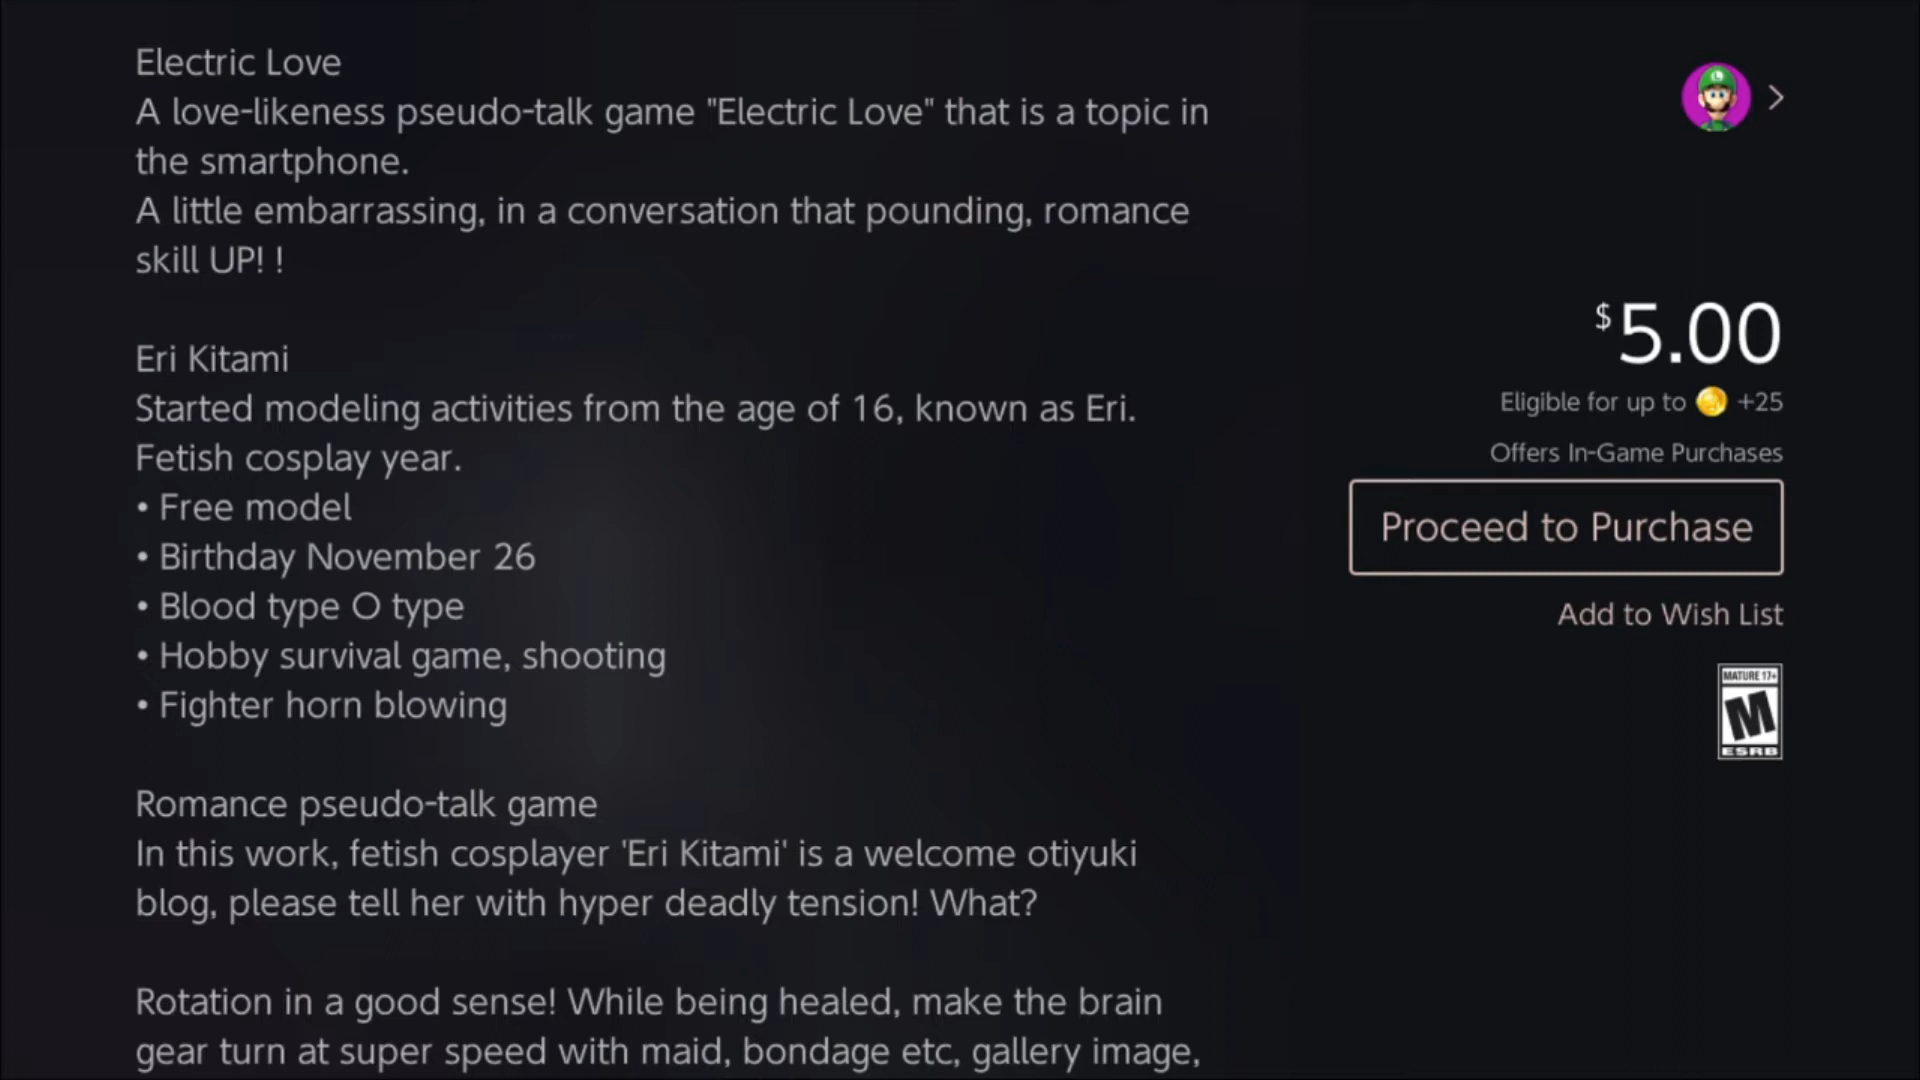 Electric Love
A love-likeness pseudo-talk game "Electric Love" that is a topic in
the smartphone.
A little embarrassing, in a conversation that pounding, romance
skill UP! !
Eri Kitami
Started modeling activities from the age of 16, known as Eri.
Fetish cosplay year.
• Free model
• Birthday November 26
• Blood type O type
• Hobby survival game, shooting
• Fighter horn blowing
Romance pseudo-talk game
In this work, fetish cosplayer 'Eri Kitami' is a welcome otiyuki
blog, please tell her with hyper deadly tension! What?
Rotation in a good sense! While being healed, make the brain
gear turn at super speed with maid, bondage etc, gallery image,
$5.00
Eligible for up to +25
Offers In-Game Purchases
Proceed to Purchase
Add to Wish List
MATURE 17+
M
ESRB
L